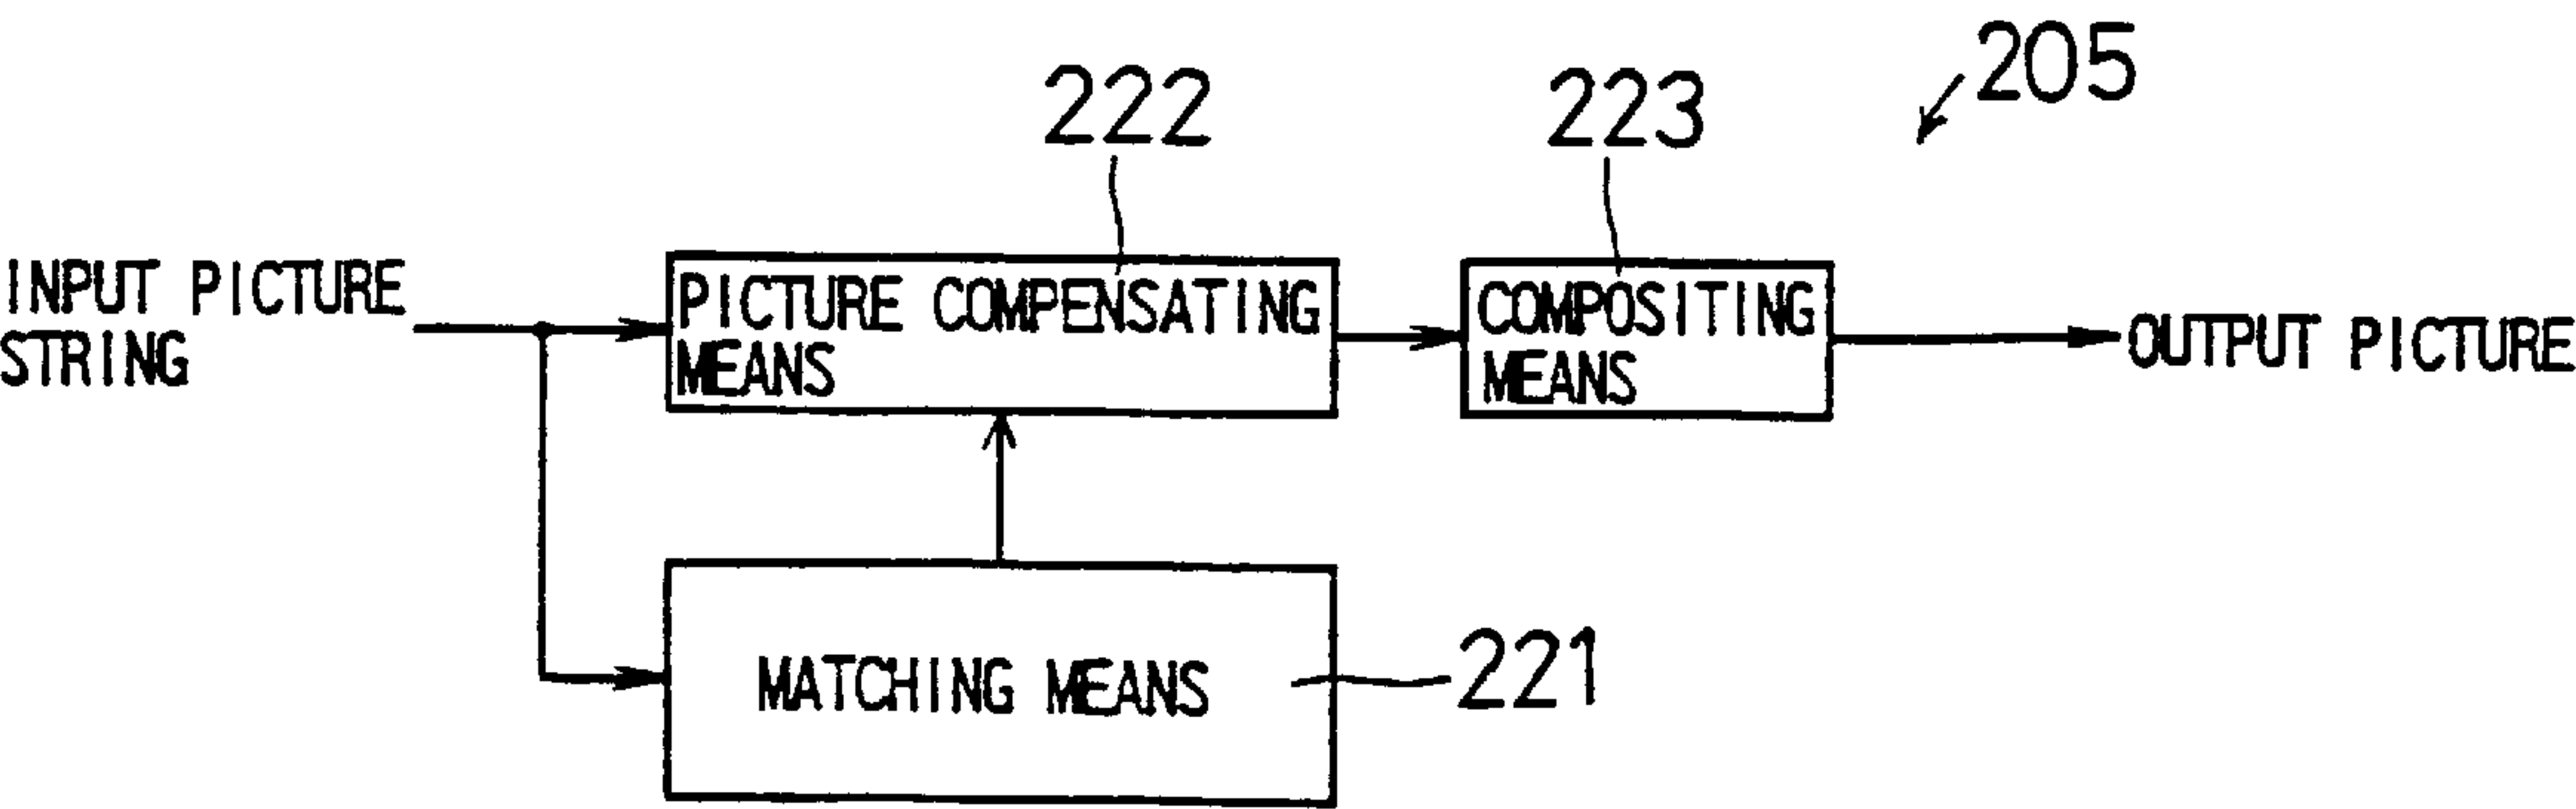 205
222
223
INPUT PICTURE
STRING
PICTURE COMPENSATING
MEANS
COMPOSITING
MEANS
OUTPUT PICTURE
MATCHING MEANS
221